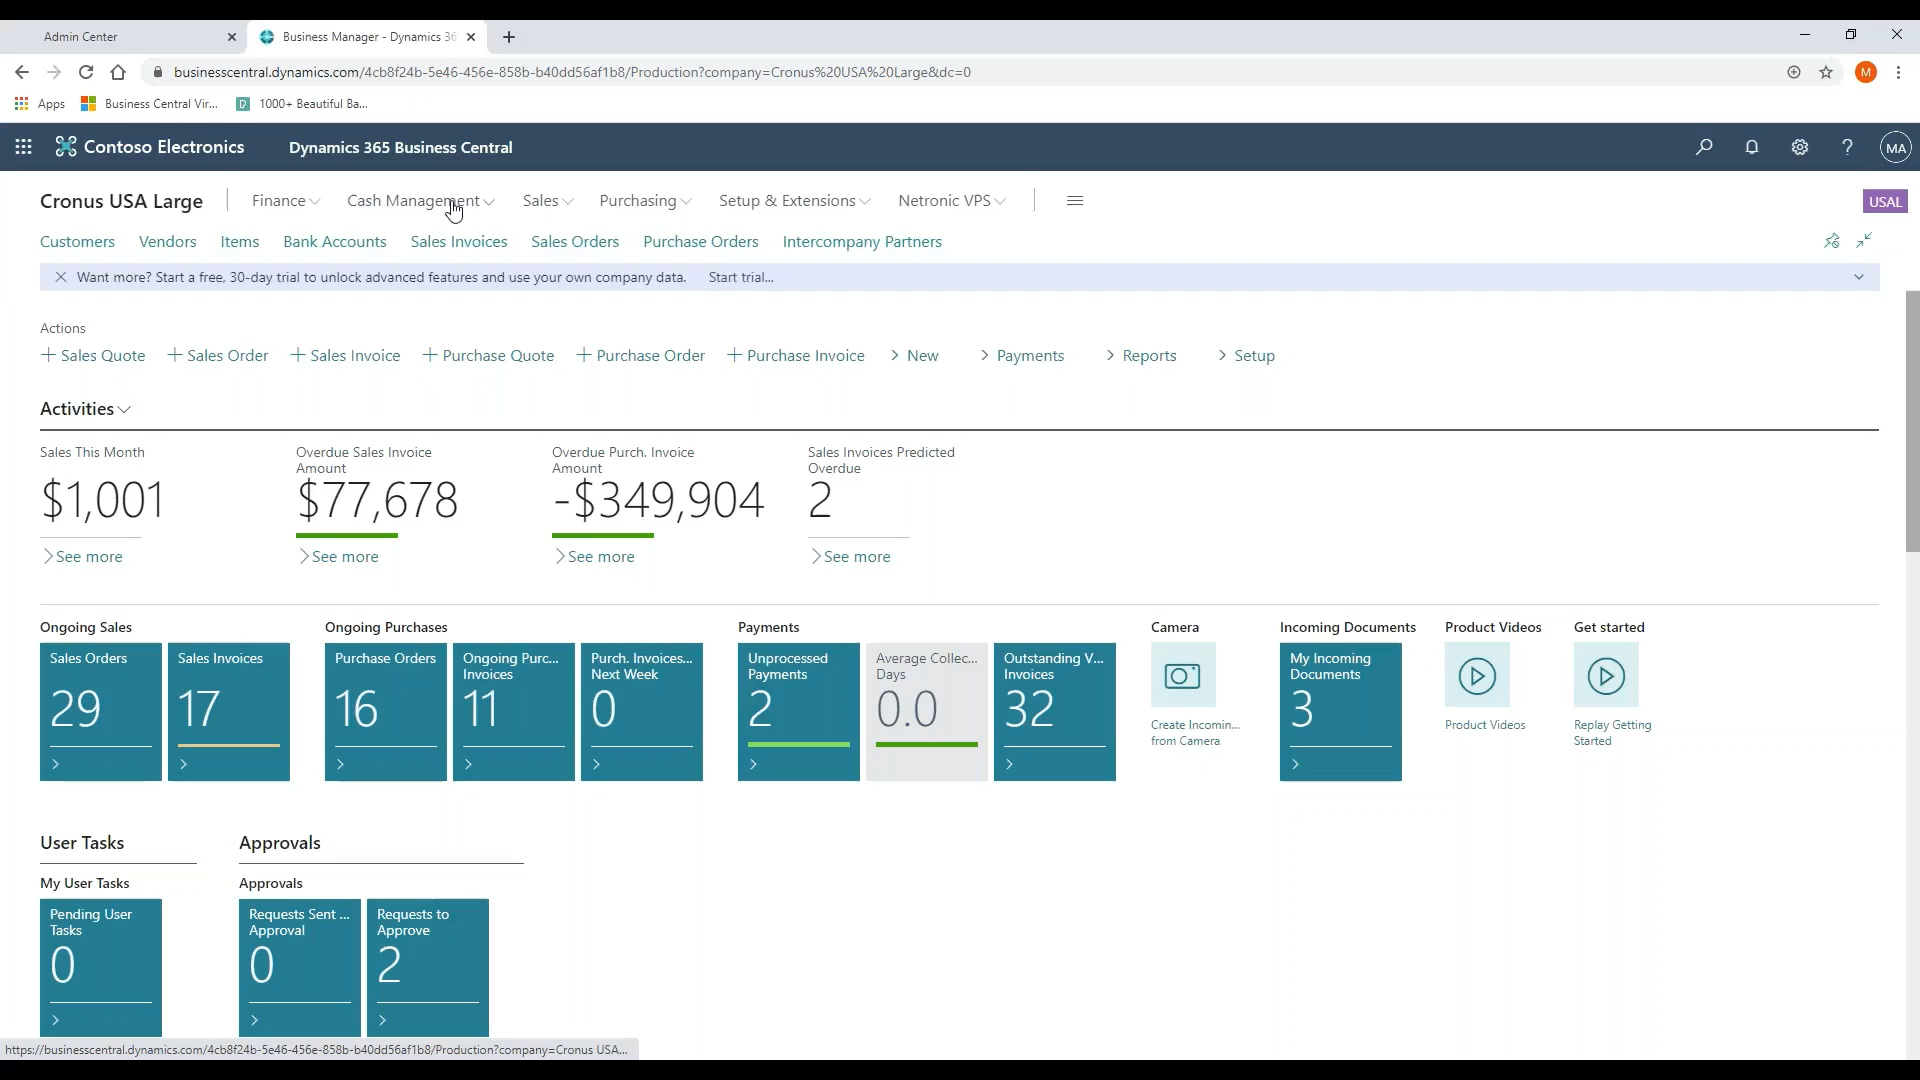 Admin Center
Business Manager - Dynamics 36
businesscentral.dynamics.com/4cb8f24b-5e46-456e-858b-b40dd56af1b8/Production?company=Cronus%20USA%20Large&dc=0
M
Apps
Business Central Vir...
D
1000+ Beautiful Ba...
Contoso Electronics
Dynamics 365 Business Central
?
MA
Cronus USA Large
Finance
Cash Management
Sales
Purchasing
Setup & Extensions
Netronic VPS
USAL
Customers
Vendors
Items
Bank Accounts
Sales Invoices
Sales Orders
Purchase Orders
Intercompany Partners
Want more? Start a free, 30-day trial to unlock advanced features and use your own company data.
Start trial...
Actions
+ Sales Quote
+ Sales Order
+ Sales Invoice
+ Purchase Quote
+ Purchase Order
+ Purchase Invoice
> New
> Payments
> Reports
> Setup
Activities
Sales This Month
$1,001
> See more
Overdue Sales Invoice
Amount
$77,678
> See more
Overdue Purch. Invoice
Amount
-$349,904
> See more
Sales Invoices Predicted
Overdue
2
> See more
Ongoing Sales
Sales Orders
29
Sales Invoices
17
Ongoing Purchases
Purchase Orders
16
Ongoing Purc...
Invoices
11
Purch. Invoices...
Next Week
0
Payments
Unprocessed
Payments
2
Average Collec...
Days
0.0
Outstanding V...
Invoices
32
Camera
Create Incomin...
from Camera
Incoming Documents
My Incoming
Documents
3
Product Videos
Product Videos
Get started
Replay Getting
Started
User Tasks
My User Tasks
Pending User
Tasks
0
Approvals
Approvals
Requests Sent ...
Approval
0
Requests to
Approve
2
https://businesscentral.dynamics.com/4cb8f24b-5e46-456e-858b-b40dd56af1b8/Production?company=Cronus USA...